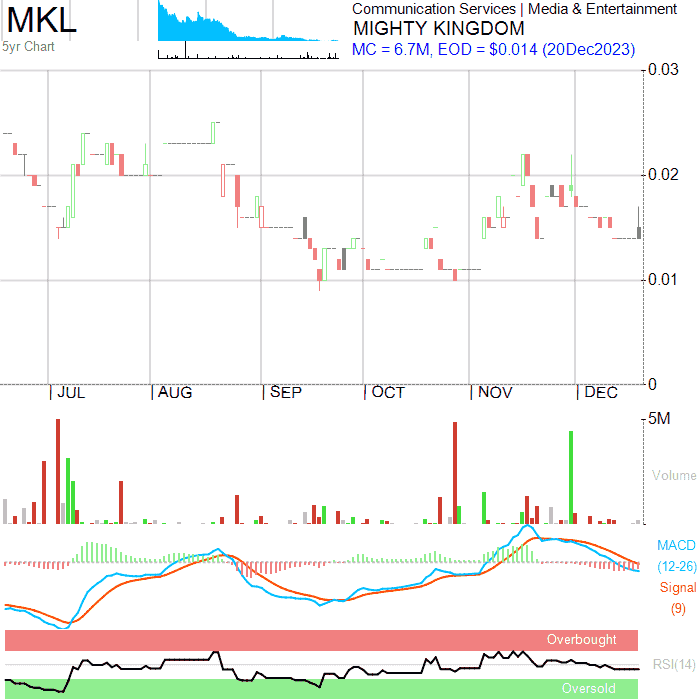 MKL
5yr Chart
Communication Services | Media & Entertainment
MIGHTY KINGDOM
MC = 6.7M, EOD = $0.014 (20Dec2023)
0.03
0.02
0.01
0
JUL AUG SEP OCT NOV DEC
5M
Volume
MACD
(12-26)
Signal
(9)
Overbought
RSI(14)
Oversold